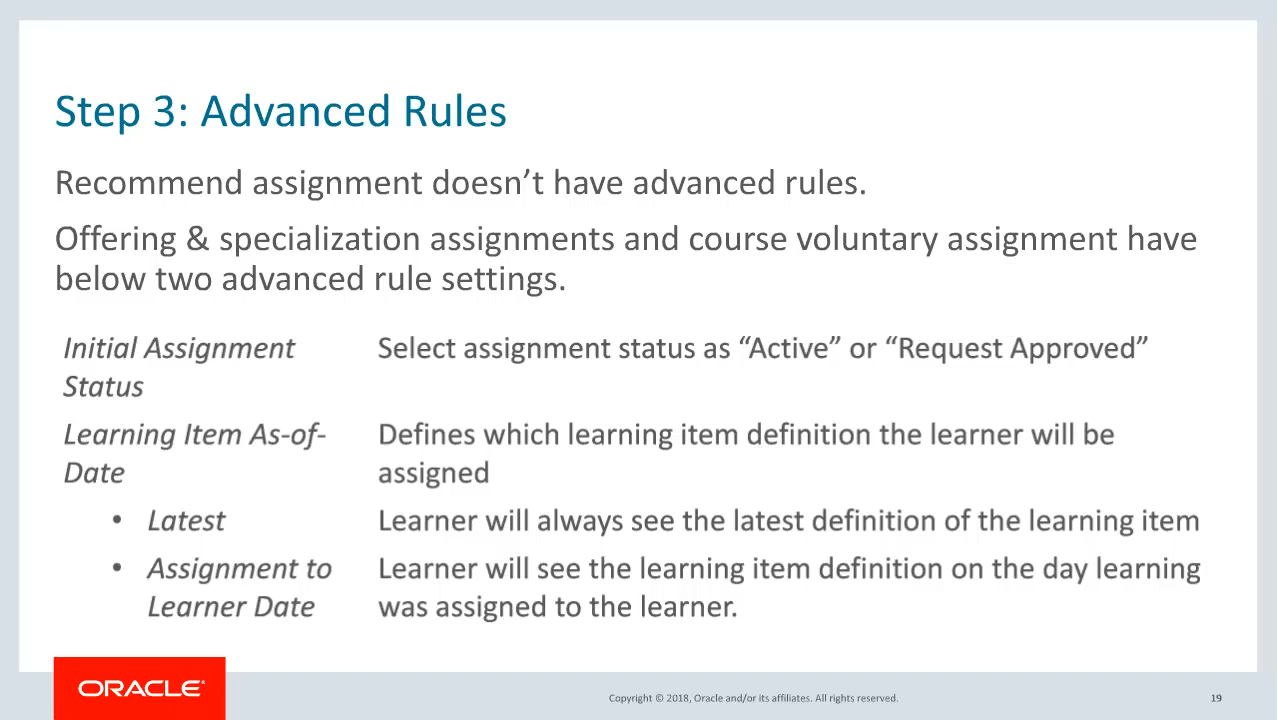 Step 3: Advanced Rules
Recommend assignment doesn’t have advanced rules.
Offering & specialization assignments and course voluntary assignment have
below two advanced rule settings.
Initial Assignment Status
Select assignment status as “Active” or “Request Approved”
Learning Item As-of-
Date
Defines which learning item definition the learner will be
assigned
• Latest
Learner will always see the latest definition of the learning item
• Assignment to
Learner Date
Learner will see the learning item definition on the day learning
was assigned to the learner.
ORACLE®
Copyright © 2018, Oracle and/or its affiliates. All rights reserved.
19